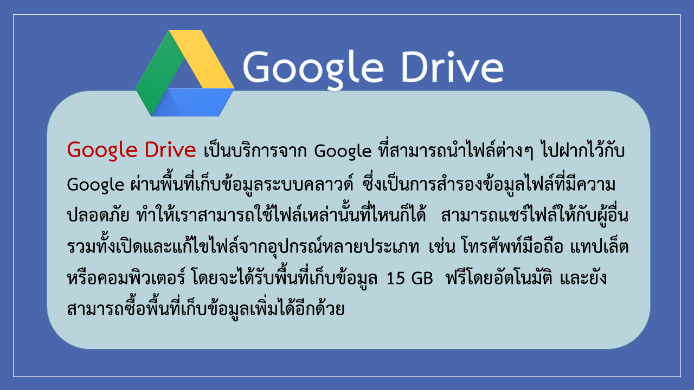 Google Drive
Google Drive เป็นบริการจาก Google ที่สามารถนำไฟล์ต่างๆ ไปฝากไว้กับ
Google ผ่านพื้นที่เก็บข้อมูลระบบคลาวด์ ซึ่งเป็นการสำรองข้อมูลไฟล์ที่มีความ
ปลอดภัย ทำให้เราสามารถใช้ไฟล์เหล่านั้นที่ไหนก็ได้ สามารถแชร์ไฟล์ให้กับผู้อื่น
รวมทั้งเปิดและแก้ไขไฟล์จากอุปกรณ์หลายประเภท เช่น โทรศัพท์มือถือ แทปเล็ต
หรือคอมพิวเตอร์ โดยจะได้รับพื้นที่เก็บข้อมูล 15 GB ฟรีโดยอัตโนมัติ และยัง
สามารถซื้อพื้นที่เก็บข้อมูลเพิ่มได้อีกด้วย